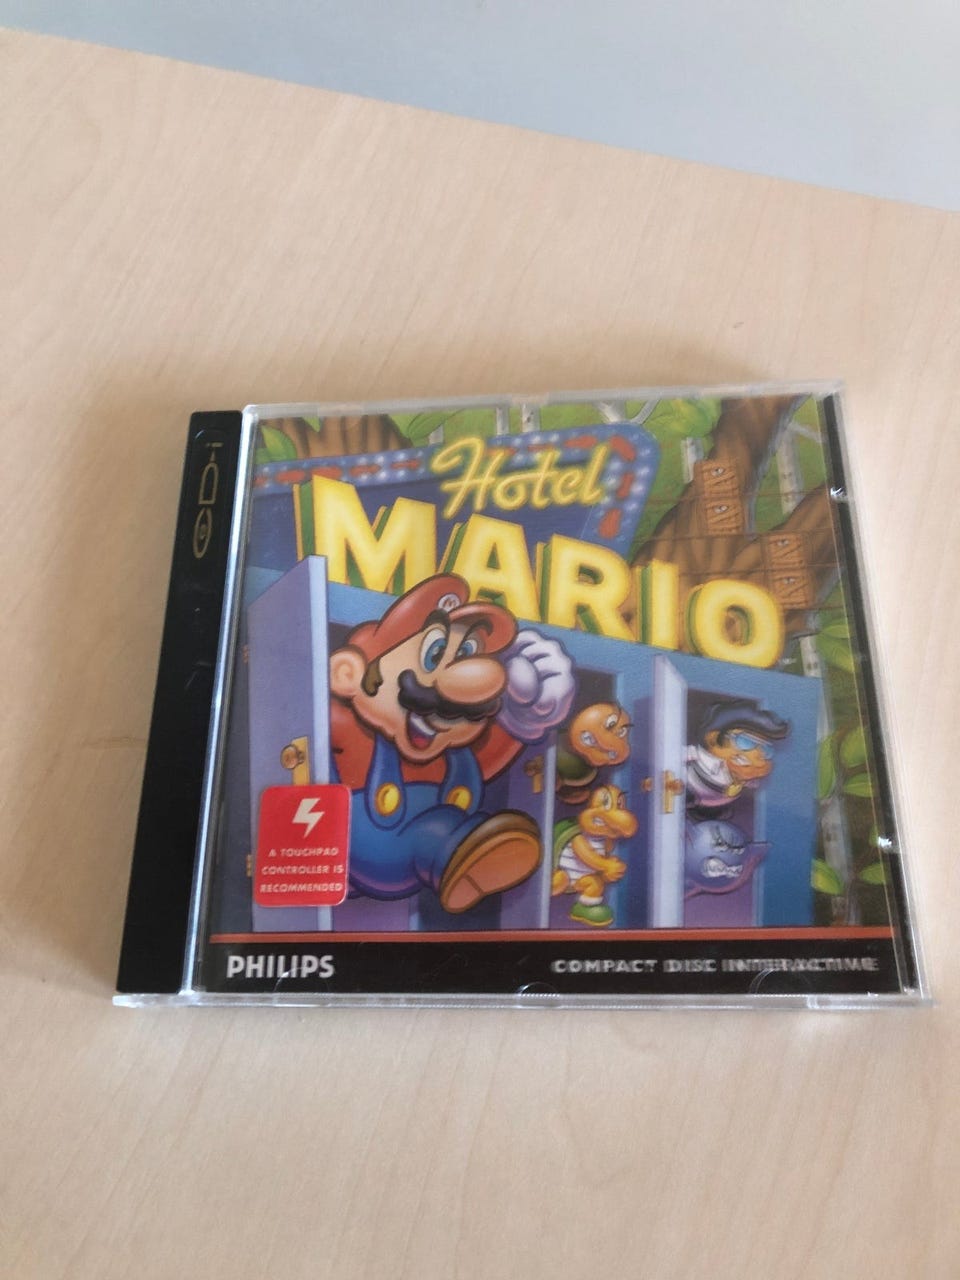 CD-i
Hotel
MARIO
M
A TOUCHPAD
CONTROLLER IS
RECOMMENDED
PHILIPS
COMPACT DISC INTERACTIVE